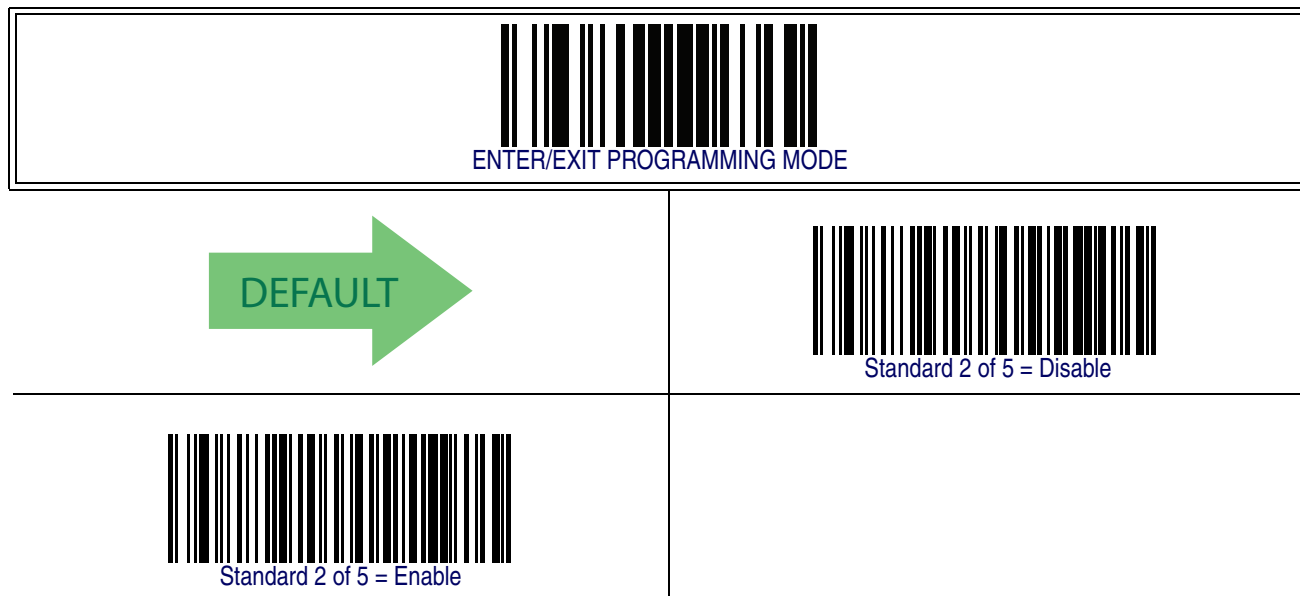 ENTER/EXIT PROGRAMMING MODE
DEFAULT
Standard 2 of 5 = Disable
Standard 2 of 5 = Enable